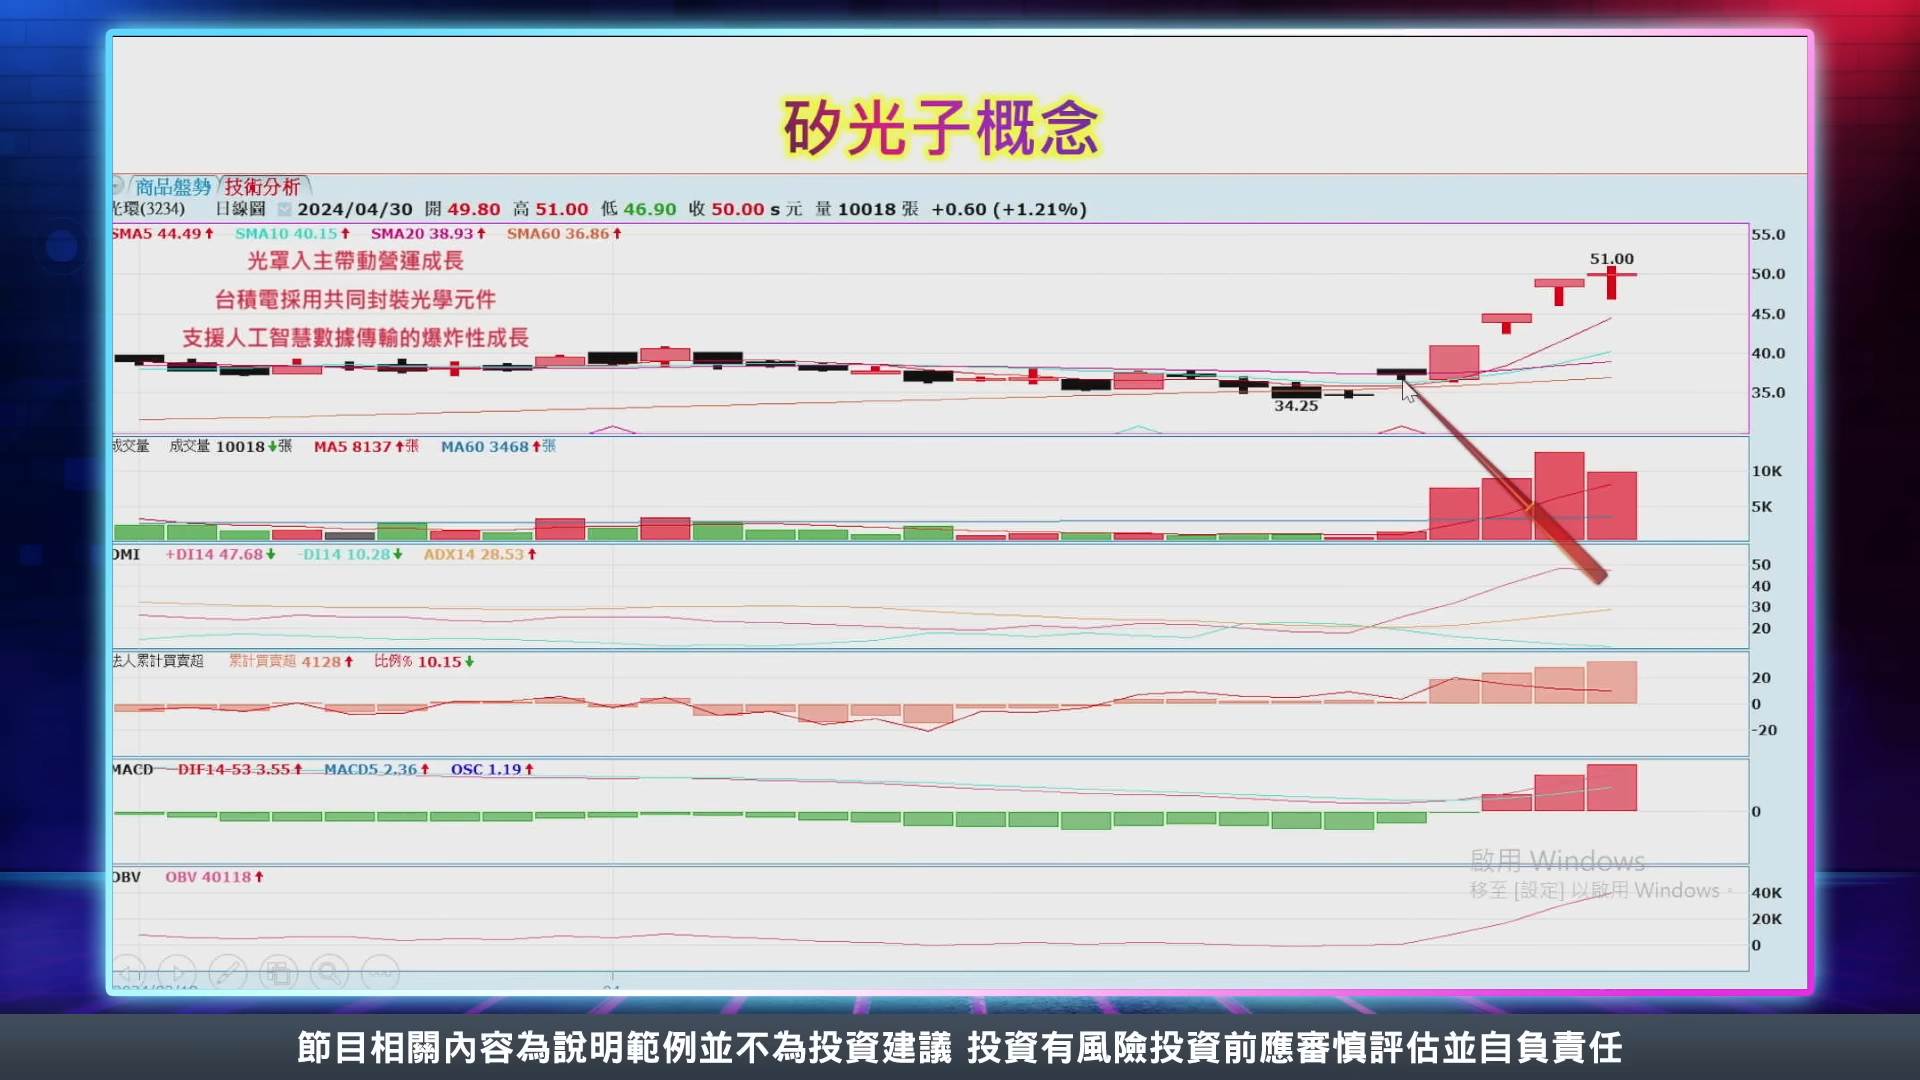 矽光子概念
商品盤勢 技術分析
光環(3234) 日線圖 2024/04/30 開 49.80 高 51.00 低 46.90 收 50.00 s 元 量 10018 張 +0.60 (+1.21%)
SMA5 44.49 SMA10 40.15 SMA20 38.93 SMA60 36.86
55.0
光罩入主帶動營運成長
51.00
50.0
台積電採用共同封裝光學元件
45.0
支援人工智慧數據傳輸的爆炸性成長
40.0
35.0
34.25
成交量 成交量 10018 張 MA5 8137 張 MA60 3468 張
10K
5K
DMI +DI14 47.68 -DI14 10.28 ADX14 28.53
50
40
30
20
法人累計買賣超 累計買賣超 4128 比例% 10.15
20
0
-20
MACD DIF14-53 3.55 MACD5 2.36 OSC 1.19
0
啟用 Windows
移至 [設定] 以啟用 Windows。
OBV OBV 40118
40K
20K
0
節目相關內容為說明範例並不為投資建議 投資有風險投資前應審慎評估並自負責任